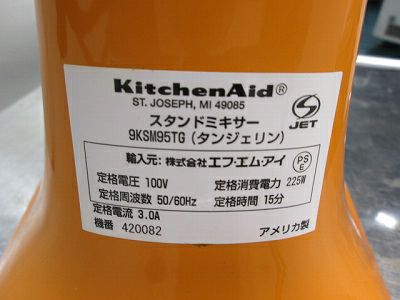 KitchenAid®
ST. JOSEPH, MI 49085
スタンドミキサー
9KSM95TG (タンジェリン)
S JET
輸入元: 株式会社 エフ・エム・アイ
PS E
定格電圧 100V 定格消費電力 225W
定格周波数 50/60Hz 定格時間 15分
定格電流 3.0A
機番 420082 アメリカ製